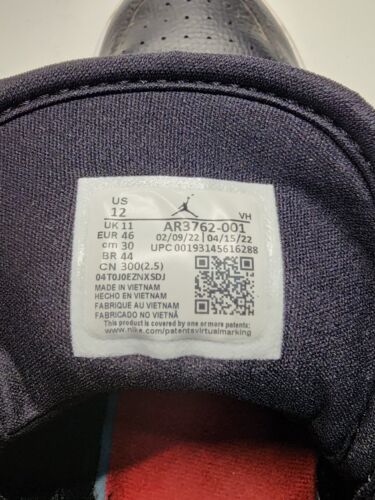 US
12
UK 11
EUR 46
cm 30
BR 44
CN 300(2.5)
VH
AR3762-001
02/09/22 | 04/15/22
UPC 00193145616288
04T0J0EZNXSDJ
MADE IN VIETNAM
HECHO EN VIETNAM
FABRIQUE AU VIETNAM
FABRICADO NO VIETNÃ
This product is covered by one or more patents:
www.nike.com/patentsvirtualmarking